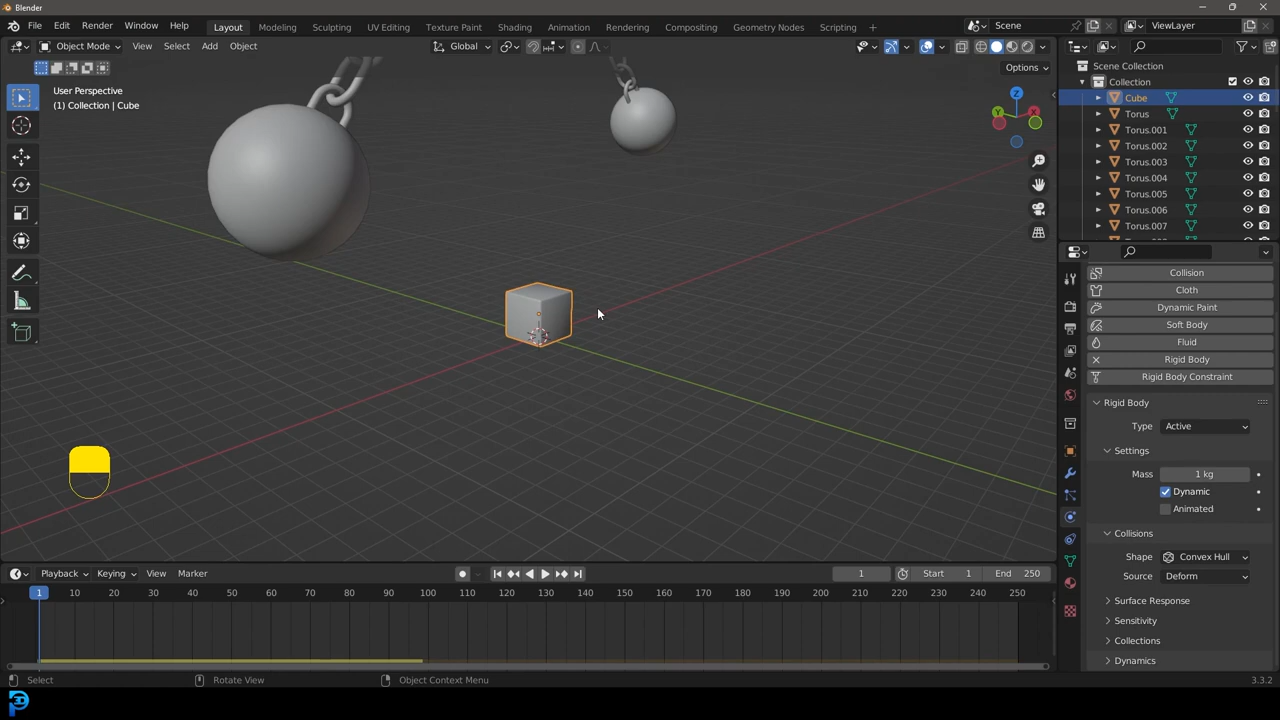 Blender
File Edit Render Window Help Layout Modeling Sculpting UV Editing Texture Paint Shading Animation Rendering Compositing Geometry Nodes Scripting + Scene ViewLayer
Object Mode View Select Add Object Global
Options
User Perspective
(1) Collection | Cube
Z
Y
X
Scene Collection
Collection
Cube
Torus
Torus.001
Torus.002
Torus.003
Torus.004
Torus.005
Torus.006
Torus.007
Collision
Cloth
Dynamic Paint
Soft Body
Fluid
Rigid Body
Rigid Body Constraint
Rigid Body
Type Active
Settings
Mass 1 kg
Dynamic
Animated
Collisions
Shape Convex Hull
Source Deform
Surface Response
Sensitivity
Collections
Dynamics
Playback Keying View Marker 1 Start 1 End 250
1 10 20 30 40 50 60 70 80 90 100 110 120 130 140 150 160 170 180 190 200 210 220 230 240 250
Select Rotate View Object Context Menu 3.3.2